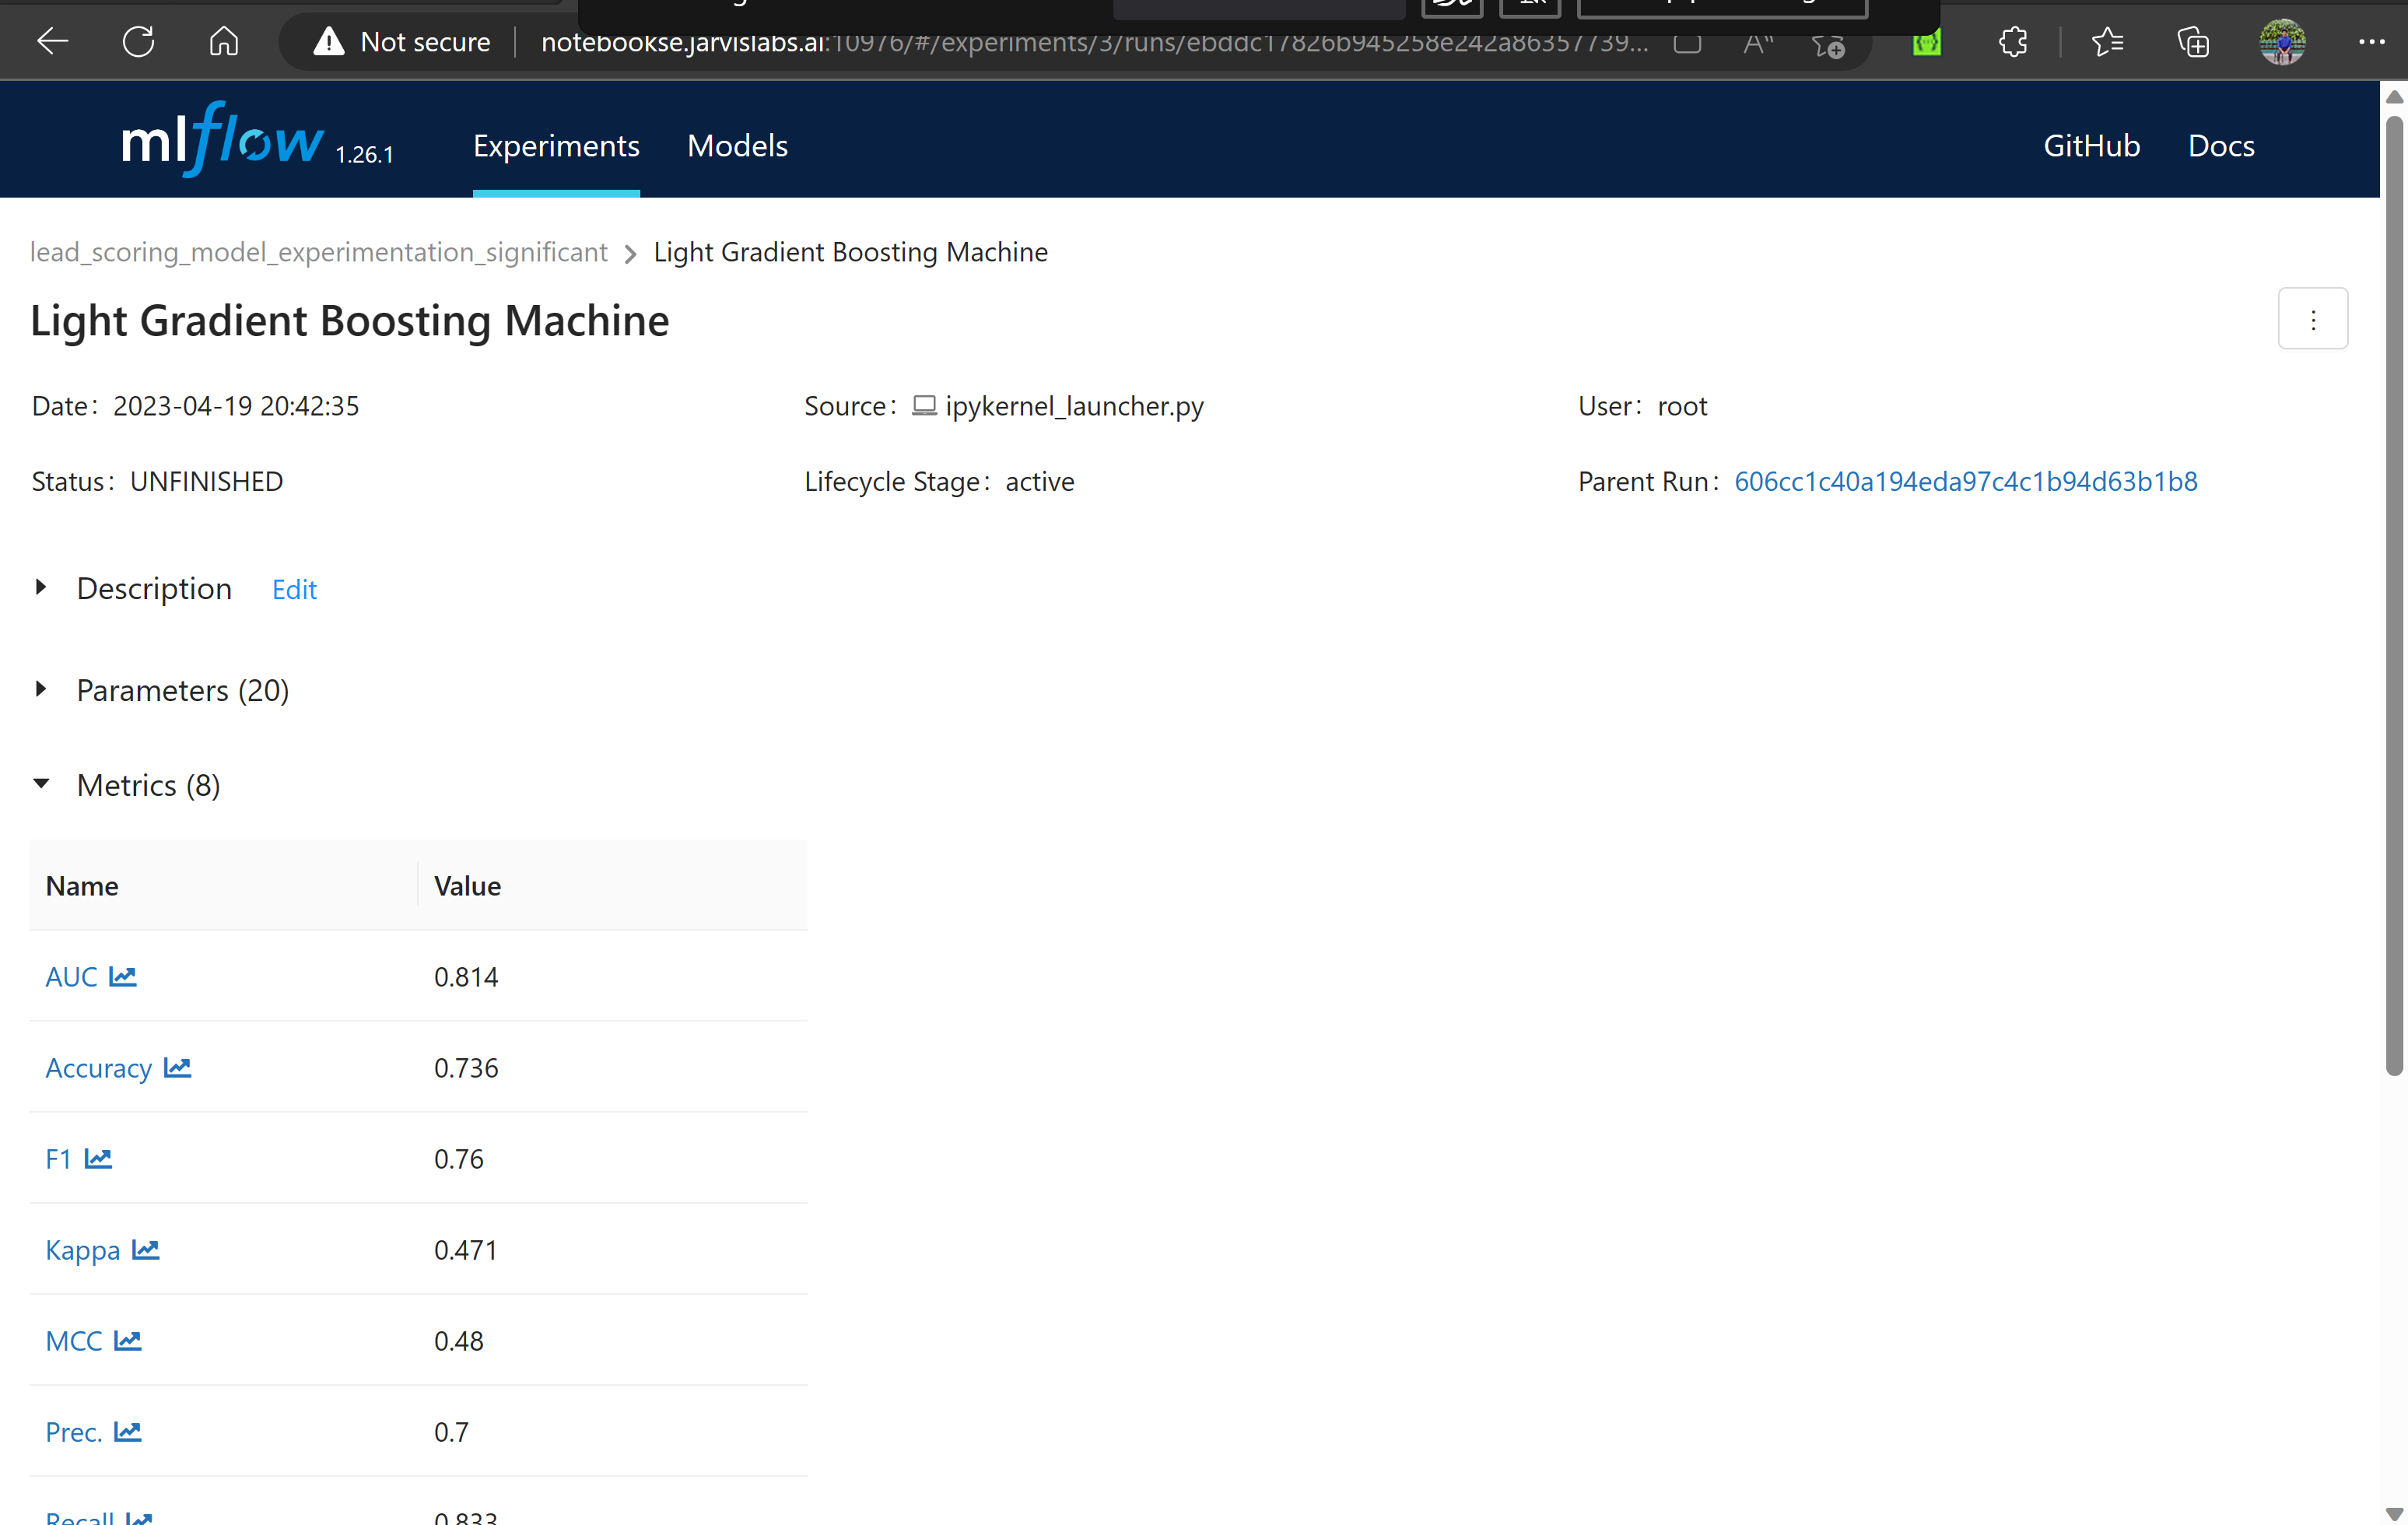 Not secure notebookse.jarvislabs.ai:10976/#/experiments/3/runs/ebddc17826b945258e242a86357739...
mlflow 1.26.1 Experiments Models GitHub Docs
lead_scoring_model_experimentation_significant > Light Gradient Boosting Machine
Light Gradient Boosting Machine
Date: 2023-04-19 20:42:35 Source: ipykernel_launcher.py User: root
Status: UNFINISHED Lifecycle Stage: active Parent Run: 606cc1c40a194eda97c4c1b94d63b1b8
Description Edit
Parameters (20)
Metrics (8)
Name Value
AUC 0.814
Accuracy 0.736
F1 0.76
Kappa 0.471
MCC 0.48
Prec. 0.7
Recall 0.833